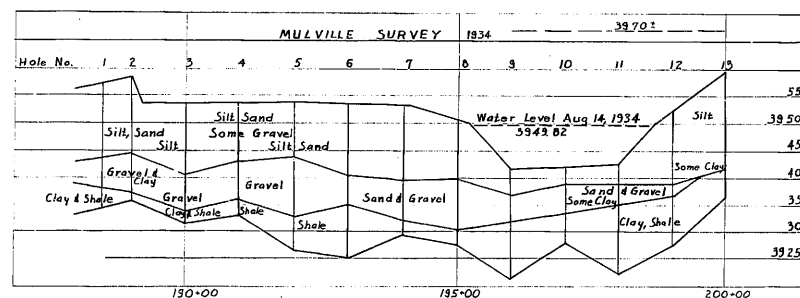 MULVILLE SURVEY 1934
3970±
Hole No. 1 2 3 4 5 6 7 8 9 10 11 12 13
55
Water Level Aug 14, 1934
3949.82
3950
Silt, Sand
Silt
Silt Sand
Some Gravel
Silt Sand
Silt
45
Gravel &
Clay
Gravel
Gravel
Sand & Gravel
Sand & Gravel
Some Clay
Some Clay
40
Clay & Shale
Clay & Shale
Shale
Shale
Clay, Shale
35
30
3925
190+00
195+00
200+00